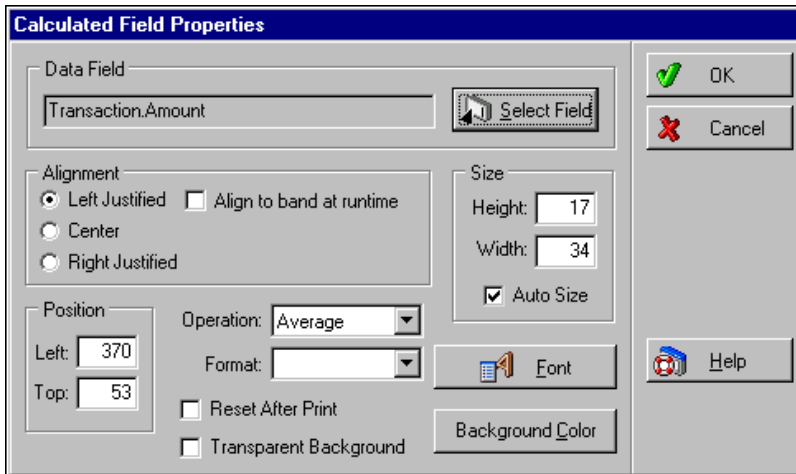 Calculated Field Properties
Data Field
Transaction.Amount
Select Field
OK
Cancel
Alignment
Left Justified
Align to band at runtime
Center
Right Justified
Size
Height: 17
Width: 34
Auto Size
Position
Left: 370
Top: 53
Operation: Average
Format:
Reset After Print
Transparent Background
Font
Background Color
Help